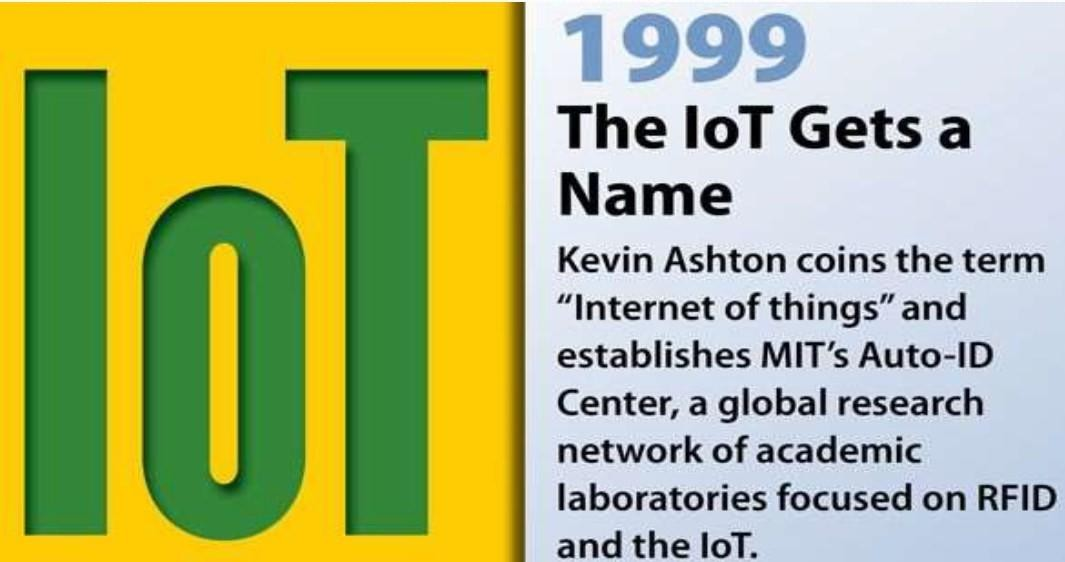 IoT
1999
The IoT Gets a
Name
Kevin Ashton coins the term
“Internet of things” and
establishes MIT’s Auto-ID
Center, a global research
network of academic
laboratories focused on RFID
and the IoT.